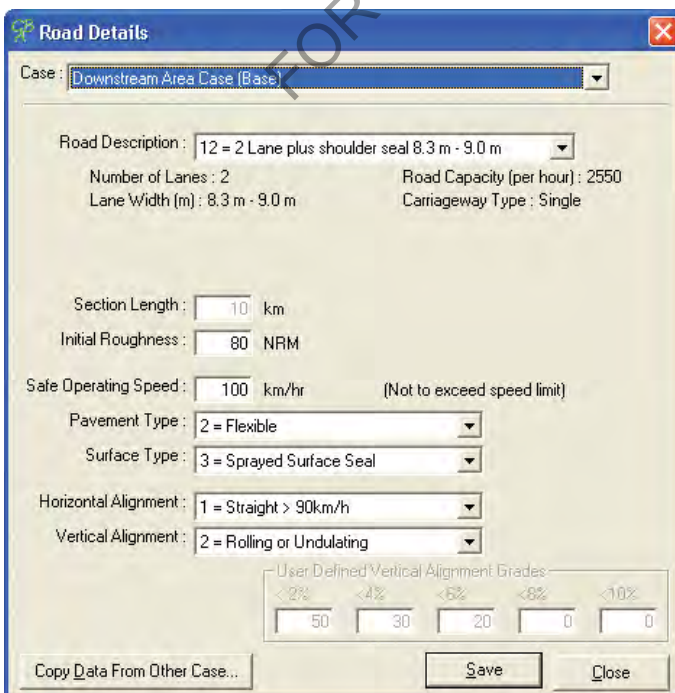 FOR
Road Details
Case : Downstream Area Case (Base)
Road Description : 12 = 2 Lane plus shoulder seal 8.3 m - 9.0 m
Number of Lanes : 2 Road Capacity (per hour) : 2550
Lane Width (m) : 8.3 m - 9.0 m Carriageway Type : Single
Section Length : 10 km
Initial Roughness : 80 NRM
Safe Operating Speed : 100 km/hr (Not to exceed speed limit)
Pavement Type : 2 = Flexible
Surface Type : 3 = Sprayed Surface Seal
Horizontal Alignment : 1 = Straight > 90km/h
Vertical Alignment : 2 = Rolling or Undulating
User Defined Vertical Alignment Grades
<2% <4% <6% <8% <10%
50 30 20 0 0
Copy Data From Other Case... Save Close